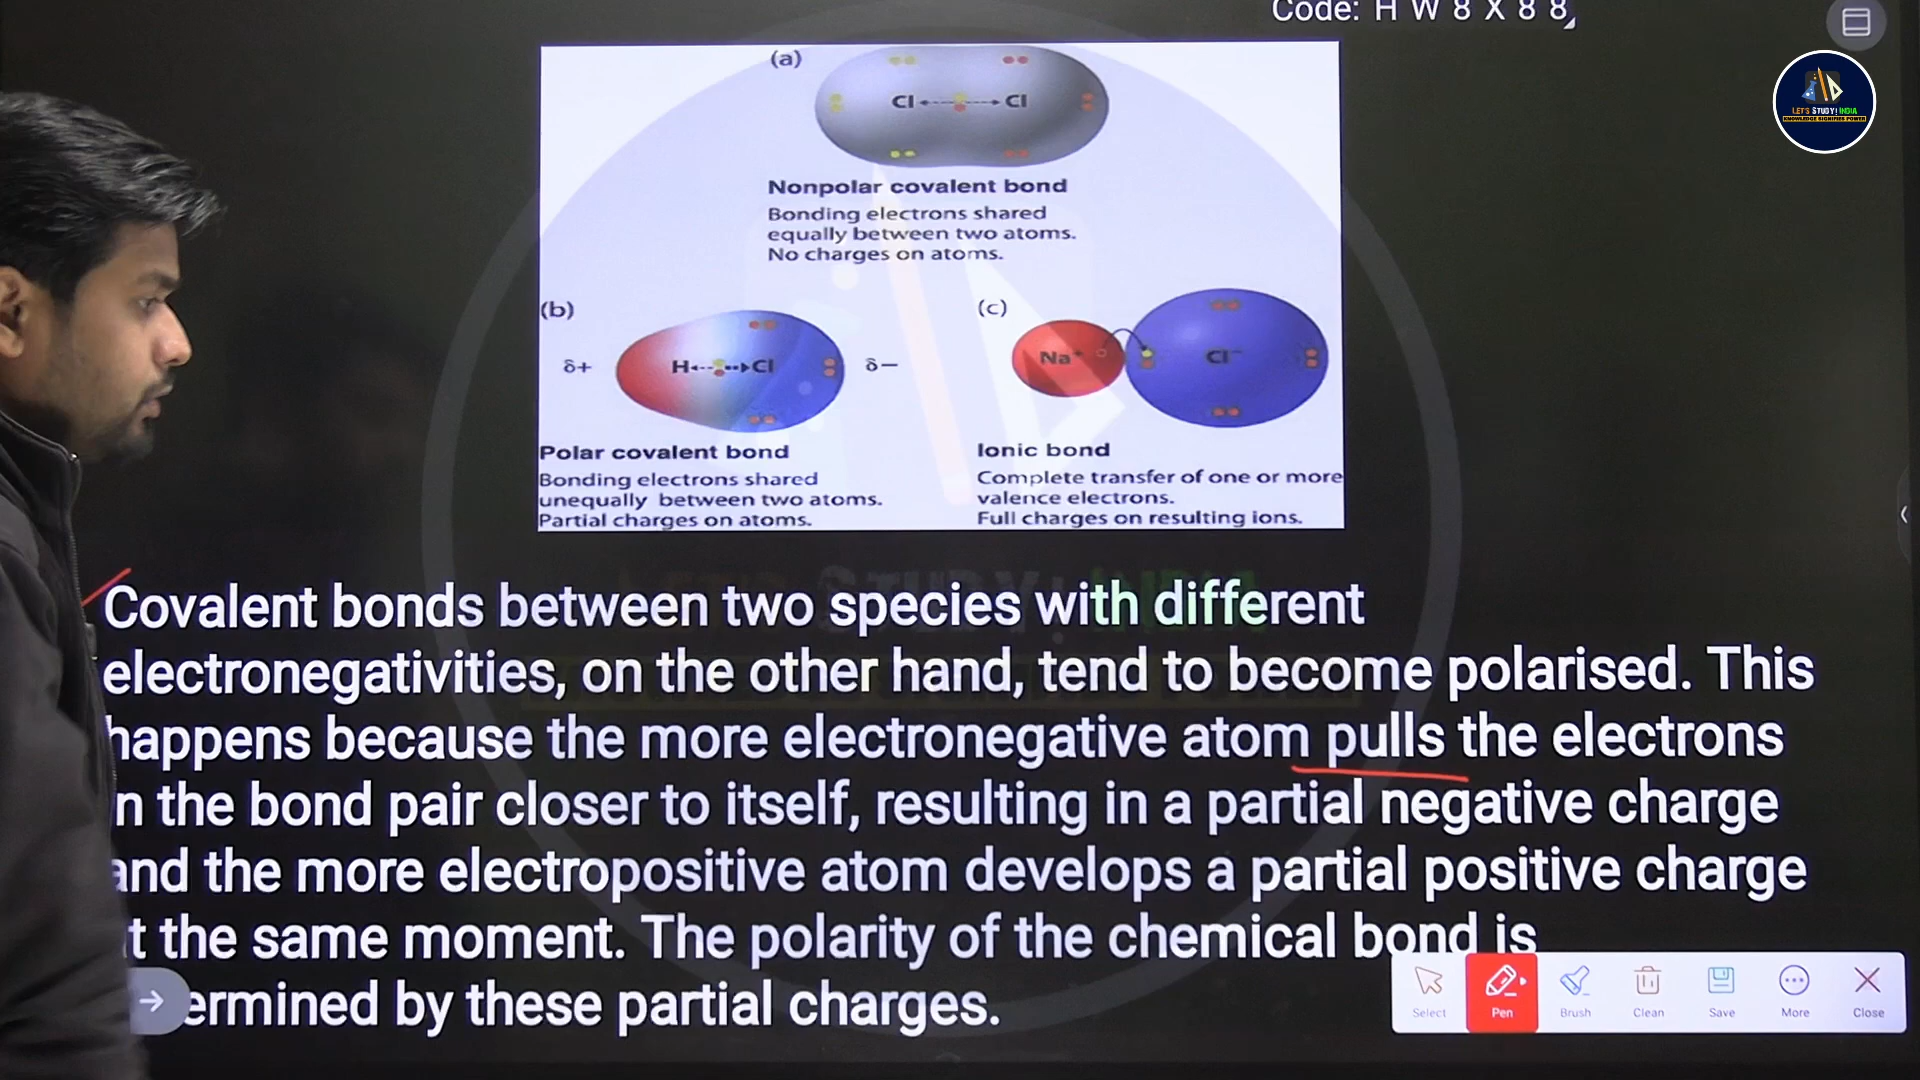 Code: H W 8 X 8 8
LET'S STUDY! INDIA
KNOWLEDGE SIGNIFIES POWER
(a)
Cl Cl
Nonpolar covalent bond
Bonding electrons shared
equally between two atoms.
No charges on atoms.
(b)
δ+ H Cl δ−
Polar covalent bond
Bonding electrons shared
unequally between two atoms.
Partial charges on atoms.
(c)
Na⁺ Cl⁻
Ionic bond
Complete transfer of one or more
valence electrons.
Full charges on resulting ions.
Covalent bonds between two species with different
electronegativities, on the other hand, tend to become polarised. This
happens because the more electronegative atom pulls the electrons
n the bond pair closer to itself, resulting in a partial negative charge
and the more electropositive atom develops a partial positive charge
t the same moment. The polarity of the chemical bond is
ermined by these partial charges.
Select Pen Brush Clean Save More Close